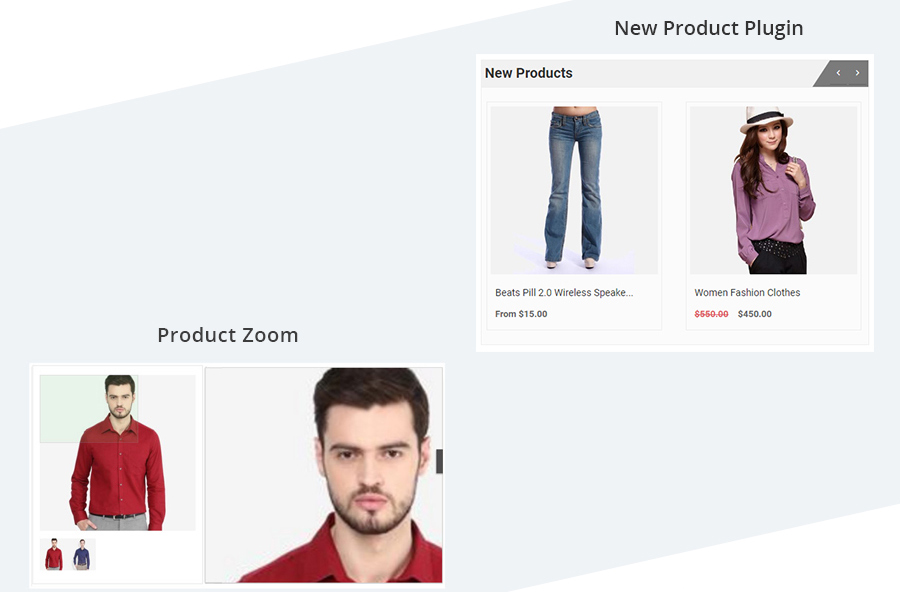 New Product Plugin
New Products
Beats Pill 2.0 Wireless Speake...
From $15.00
Women Fashion Clothes
$550.00 $450.00
Product Zoom